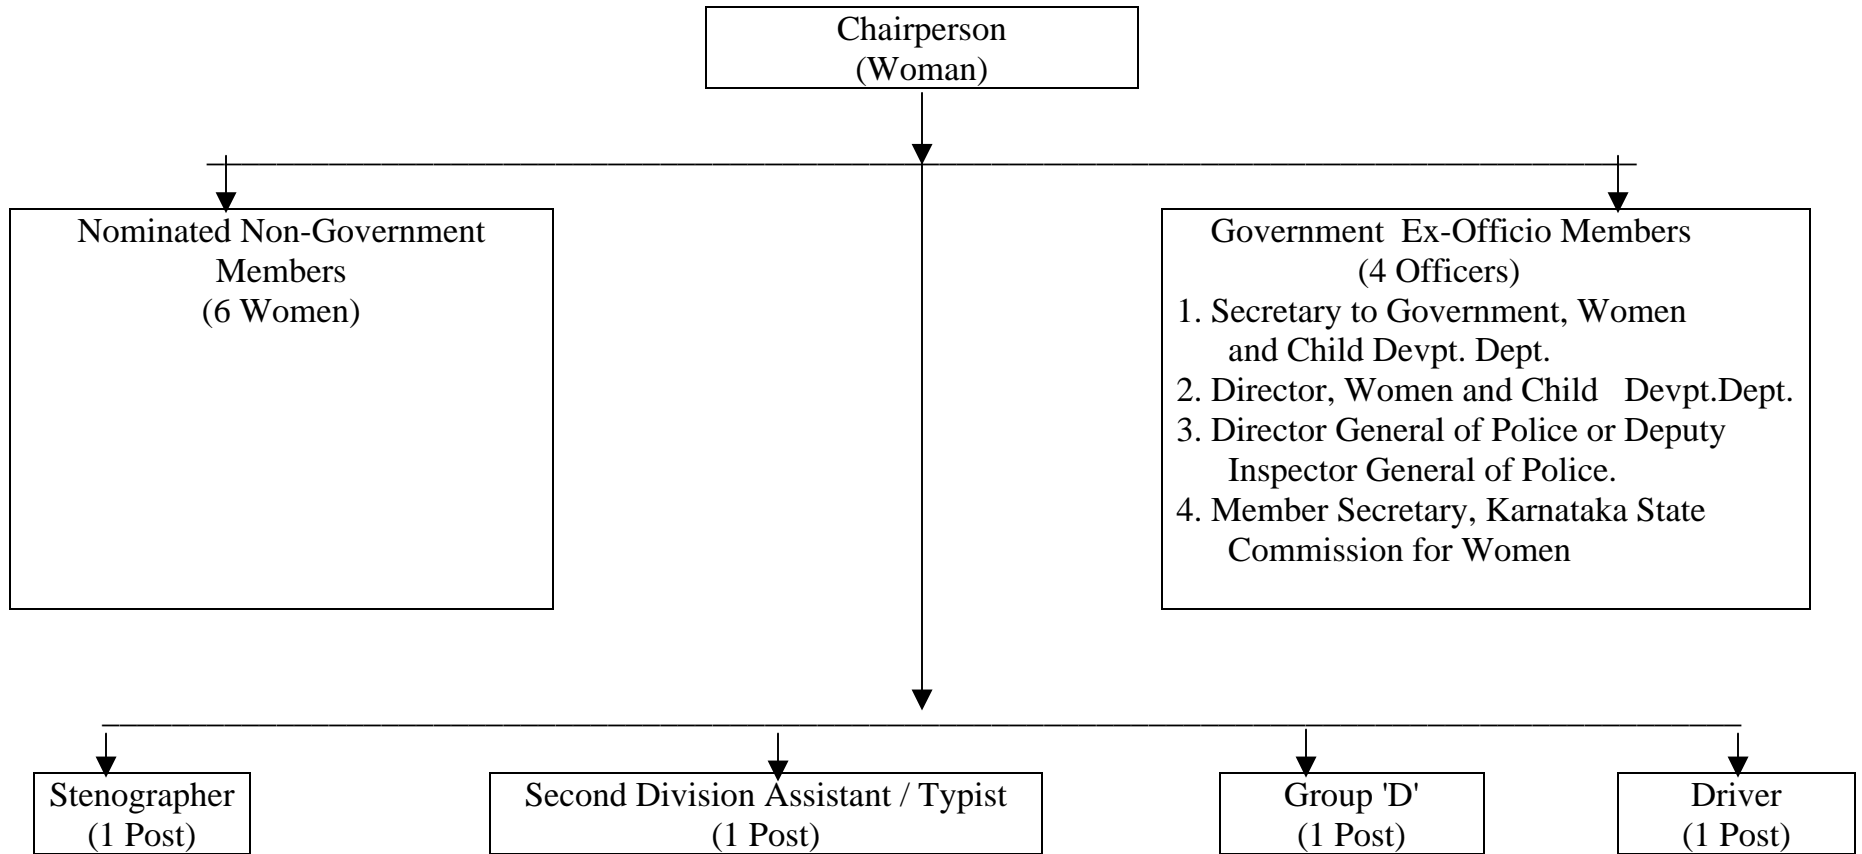 Chairperson
(Woman)
Nominated Non-Government
Members
(6 Women)
Government Ex-Officio Members
(4 Officers)
1. Secretary to Government, Women
and Child Devpt. Dept.
2. Director, Women and Child Devpt.Dept.
3. Director General of Police or Deputy
Inspector General of Police.
4. Member Secretary, Karnataka State
Commission for Women
Stenographer
(1 Post)
Second Division Assistant / Typist
(1 Post)
Group 'D'
(1 Post)
Driver
(1 Post)